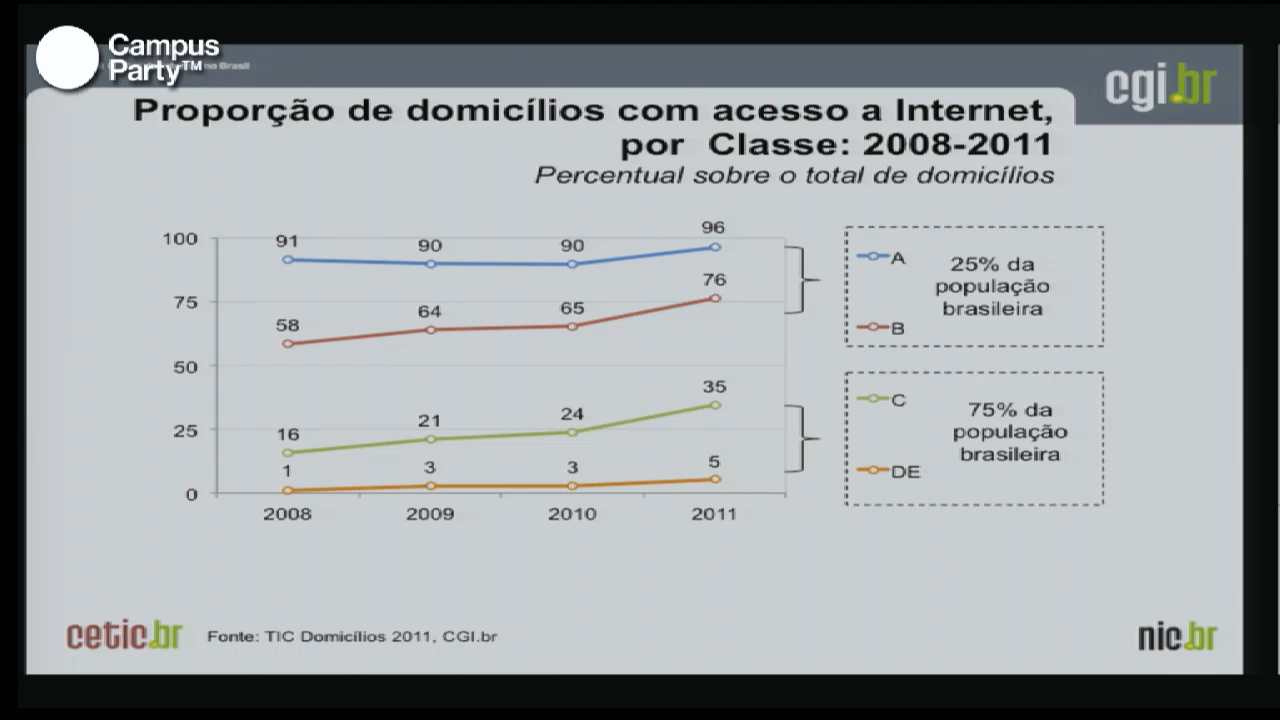 Campus
Party™
no Brasil
cgi.br
Proporção de domicílios com acesso a Internet,
por Classe: 2008-2011
Percentual sobre o total de domicílios
100
75
50
25
0
91
90
90
96
58
64
65
76
16
21
24
35
1
3
3
5
2008
2009
2010
2011
A
B
25% da
população
brasileira
C
DE
75% da
população
brasileira
cetic.br
Fonte: TIC Domicílios 2011, CGI.br
nic.br